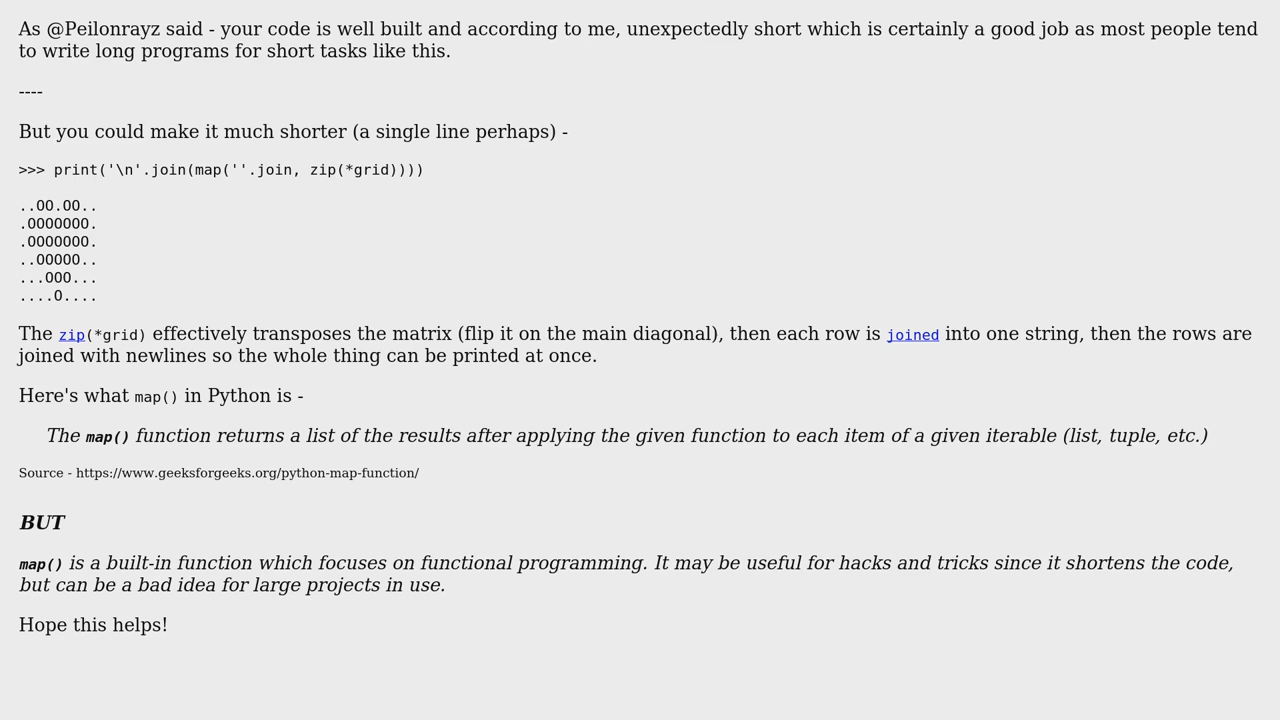 As @Peilonrayz said - your code is well built and according to me, unexpectedly short which is certainly a good job as most people tend
to write long programs for short tasks like this.
----
But you could make it much shorter (a single line perhaps) -
>>> print('\n'.join(map(''.join, zip(*grid))))
..OO.OO..
.OOOOOOO.
.OOOOOOO.
..OOOOO..
...OOO...
....O....
The zip(*grid) effectively transposes the matrix (flip it on the main diagonal), then each row is joined into one string, then the rows are
joined with newlines so the whole thing can be printed at once.
Here's what map() in Python is -
The map() function returns a list of the results after applying the given function to each item of a given iterable (list, tuple, etc.)
Source - https://www.geeksforgeeks.org/python-map-function/
BUT
map() is a built-in function which focuses on functional programming. It may be useful for hacks and tricks since it shortens the code,
but can be a bad idea for large projects in use.
Hope this helps!